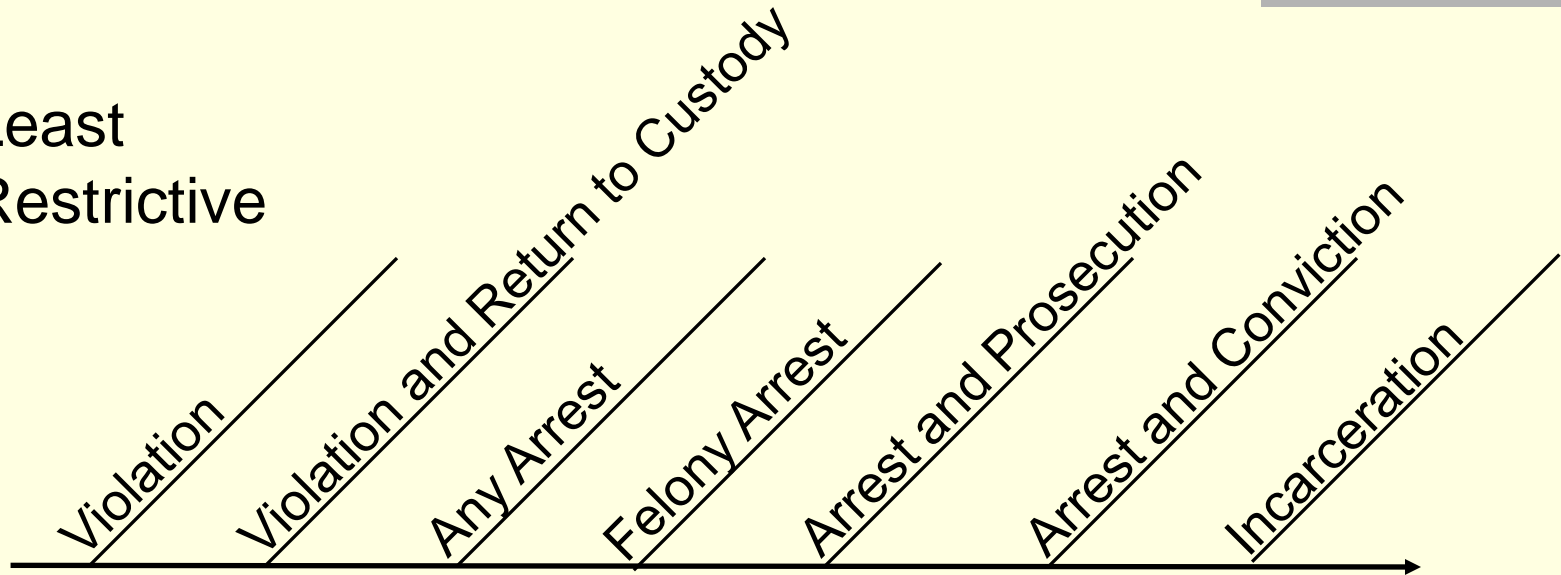 Least
Restrictive
Violation
Violation and Return to Custody
Any Arrest
Felony Arrest
Arrest and Prosecution
Arrest and Conviction
Incarceration